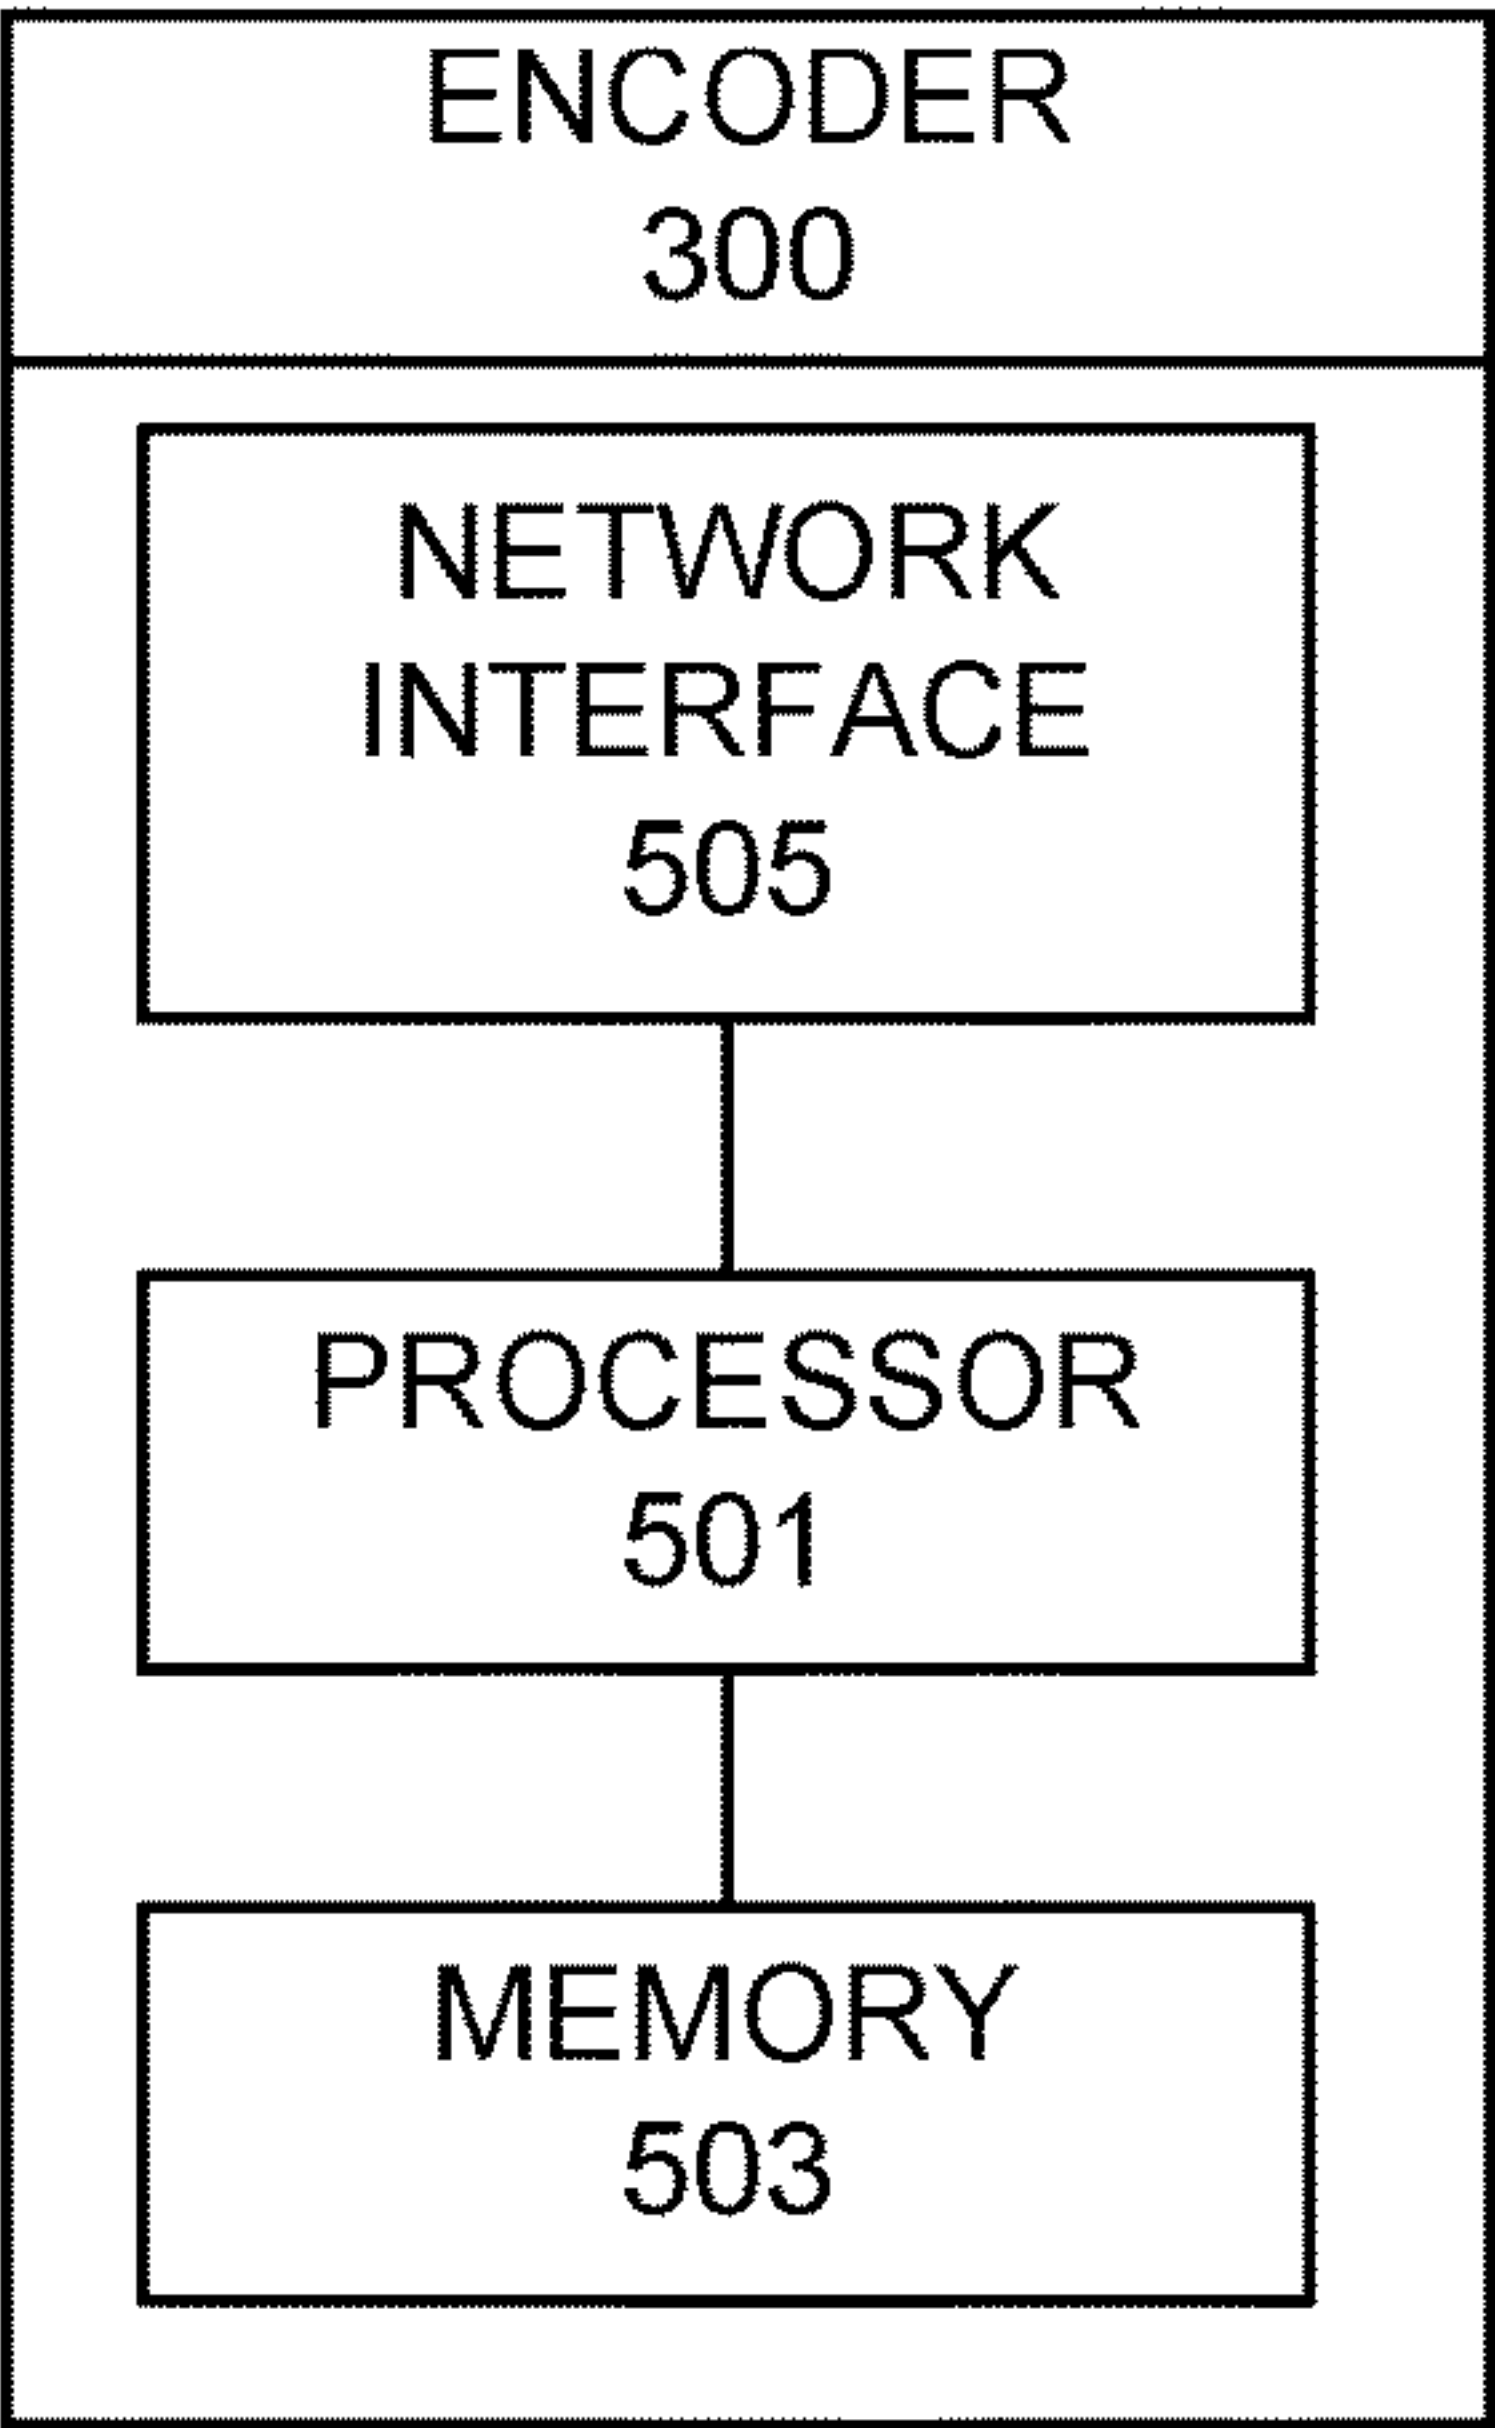 ENCODER
300
NETWORK
INTERFACE
505
PROCESSOR
501
MEMORY
503